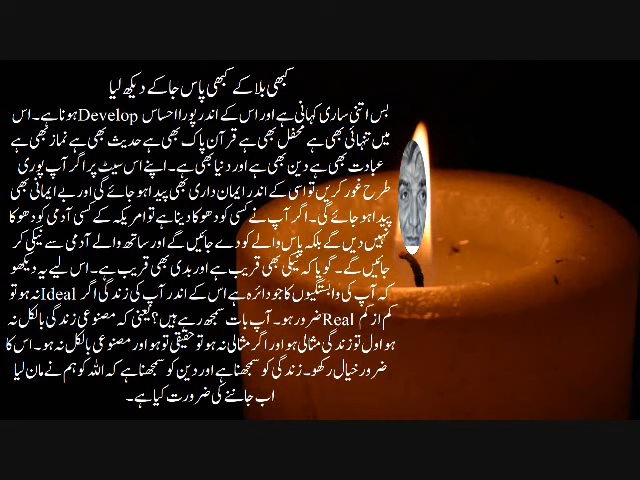 کبھی بلا کے کبھی پاس جا کے دیکھ لیا
بس اتنی ساری کہانی ہے اور اس کے اندر پورا احساس Develop ہونا ہے۔ اس
میں تنہائی بھی ہے محفل بھی ہے قرآن پاک بھی ہے حدیث بھی ہے نماز بھی ہے
عبادت بھی ہے دین بھی ہے اور دنیا بھی ہے۔ اپنے اس سیٹ پر اگر آپ پوری
طرح غور کریں تو اسی کے اندر ایمان داری بھی پیدا ہو جائے گی اور بے ایمانی بھی
پیدا ہو جائے گی۔ اگر آپ نے کسی کو دھوکا دینا ہے تو امریکہ کے کسی آدمی کو دھوکا
نہیں دیں گے بلکہ پاس والے کو دے جائیں گے اور ساتھ والے آدمی سے نیکی کر
جائیں گے۔ گویا کہ نیکی بھی قریب ہے اور بدی بھی قریب ہے۔ اس لیے یہ دیکھو
کہ آپ کی وابستگیوں کا جو دائرہ ہے اس کے اندر آپ کی زندگی اگر Ideal نہ ہو تو
کم از کم Real ضرور ہو۔ آپ بات سمجھ رہے ہیں؟ یعنی کہ مصنوعی زندگی بالکل نہ
ہو اول تو زندگی مثالی ہو اور اگر مثالی نہ ہو تو حقیقی تو ہو اور مصنوعی بالکل نہ ہو۔ اس کا
ضرور خیال رکھو۔ زندگی کو سمجھنا ہے اور دین کو سمجھنا ہے کہ اللہ کو ہم نے مان لیا
اب جاننے کی ضرورت کیا ہے۔